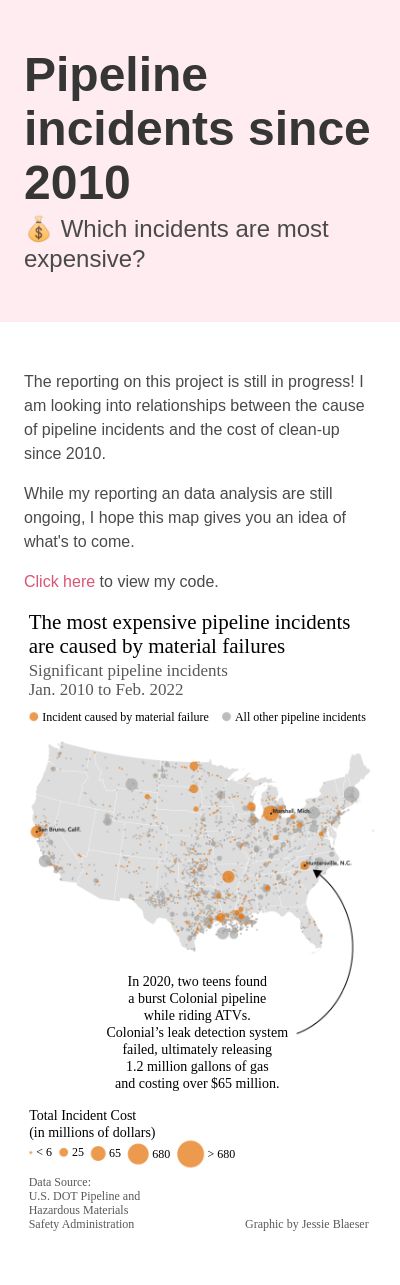 Pipeline
incidents since
2010
💰 Which incidents are most
expensive?
The reporting on this project is still in progress! I
am looking into relationships between the cause
of pipeline incidents and the cost of clean-up
since 2010.
While my reporting an data analysis are still
ongoing, I hope this map gives you an idea of
what's to come.
Click here to view my code.
The most expensive pipeline incidents
are caused by material failures
Significant pipeline incidents
Jan. 2010 to Feb. 2022
Incident caused by material failure All other pipeline incidents
Marshall, Mich.
San Bruno, Calif.
Huntersville, N.C.
In 2020, two teens found
a burst Colonial pipeline
while riding ATVs.
Colonial’s leak detection system
failed, ultimately releasing
1.2 million gallons of gas
and costing over $65 million.
Total Incident Cost
(in millions of dollars)
< 6 25 65 680 > 680
Data Source:
U.S. DOT Pipeline and
Hazardous Materials
Safety Administration Graphic by Jessie Blaeser